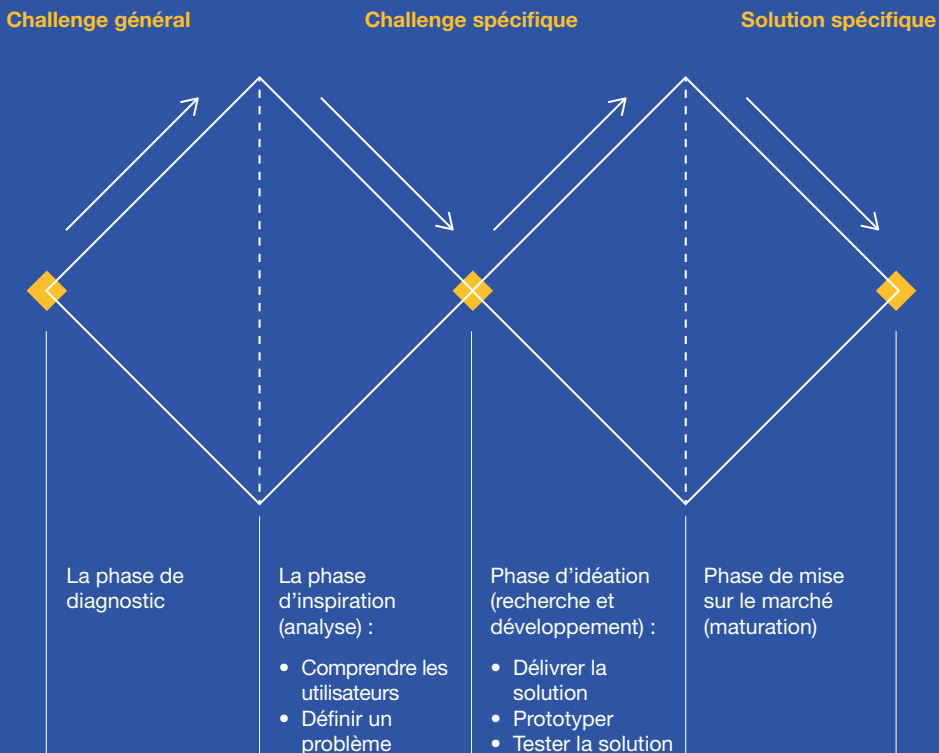 Challenge général
Challenge spécifique
Solution spécifique
La phase de
diagnostic
La phase
d'inspiration
(analyse) :
• Comprendre les
utilisateurs
• Définir un
problème
Phase d'idéation
(recherche et
développement) :
• Délivrer la
solution
• Prototyper
• Tester la solution
Phase de mise
sur le marché
(maturation)